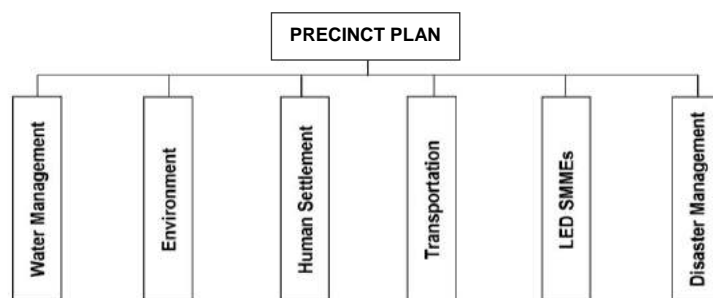 PRECINCT PLAN
Water Management
Environment
Human Settlement
Transportation
LED SMMEs
Disaster Management